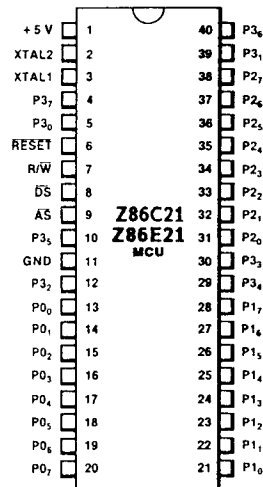 +5 V 1 40 P3₆
XTAL2 2 39 P3₁
XTAL1 3 38 P2₇
P3₇ 4 37 P2₆
P3₀ 5 36 P2₅
RESET 6 35 P2₄
R/W 7 34 P2₃
DS 8 33 P2₂
AS 9 Z86C21 32 P2₁
P3₅ 10 Z86E21 31 P2₀
GND 11 MCU 30 P3₃
P3₂ 12 29 P3₄
P0₀ 13 28 P1₇
P0₁ 14 27 P1₆
P0₂ 15 26 P1₅
P0₃ 16 25 P1₄
P0₄ 17 24 P1₃
P0₅ 18 23 P1₂
P0₆ 19 22 P1₁
P0₇ 20 21 P1₀